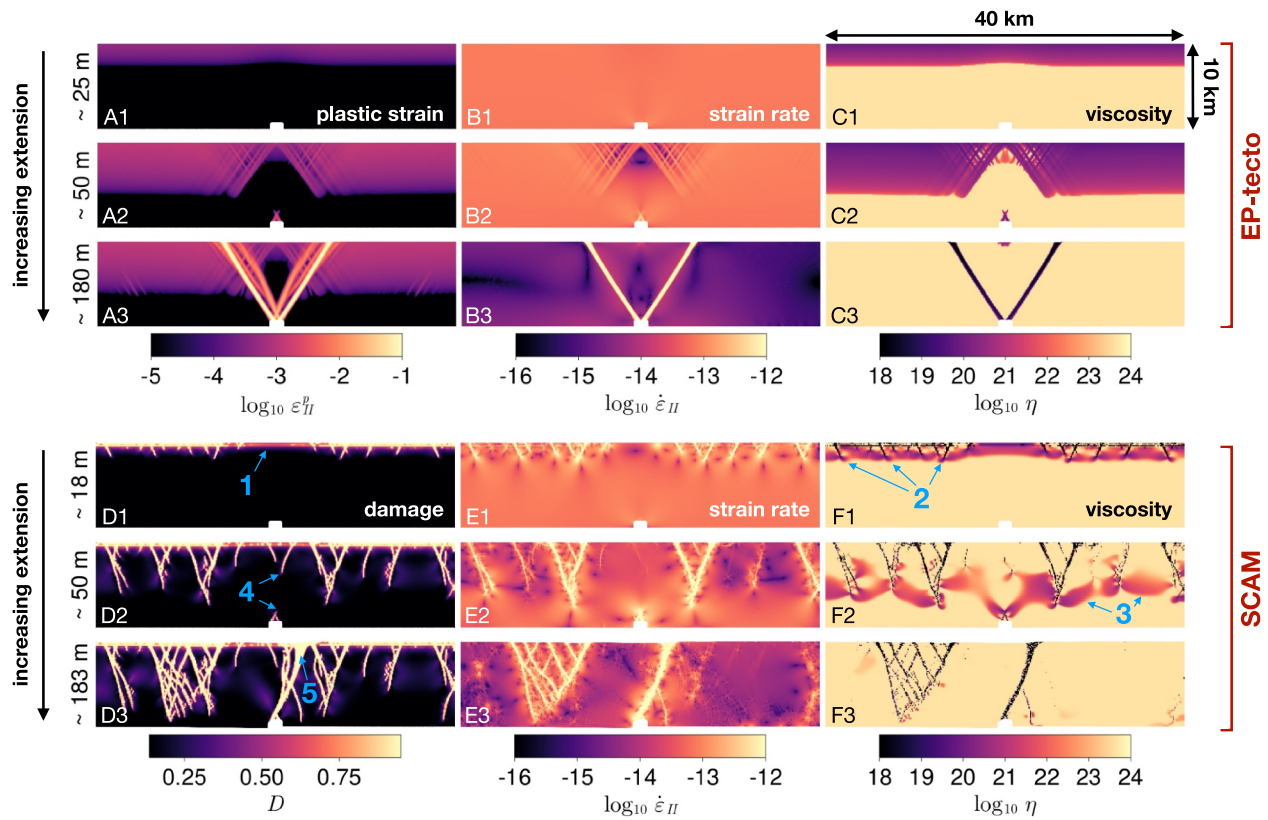 40 km
10 km
increasing extension
~ 25 m
~ 50 m
~ 180 m
A1 plastic strain
B1 strain rate
C1 viscosity
A2
B2
C2
A3
B3
C3
EP-tecto
-5 -4 -3 -2 -1
log₁₀ εᵖ_II
-16 -14 -12
log₁₀ ε̇_II
18 19 20 21 22 23 24
log₁₀ η
increasing extension
~ 18 m
~ 50 m
~ 183 m
D1 damage
1
E1 strain rate
F1 viscosity
2
D2
4
E2
F2
3
D3
5
E3
F3
SCAM
0.25 0.50 0.75
D
-16 -15 -14 -13 -12
log₁₀ ε̇_II
18 19 20 21 22 23 24
log₁₀ η